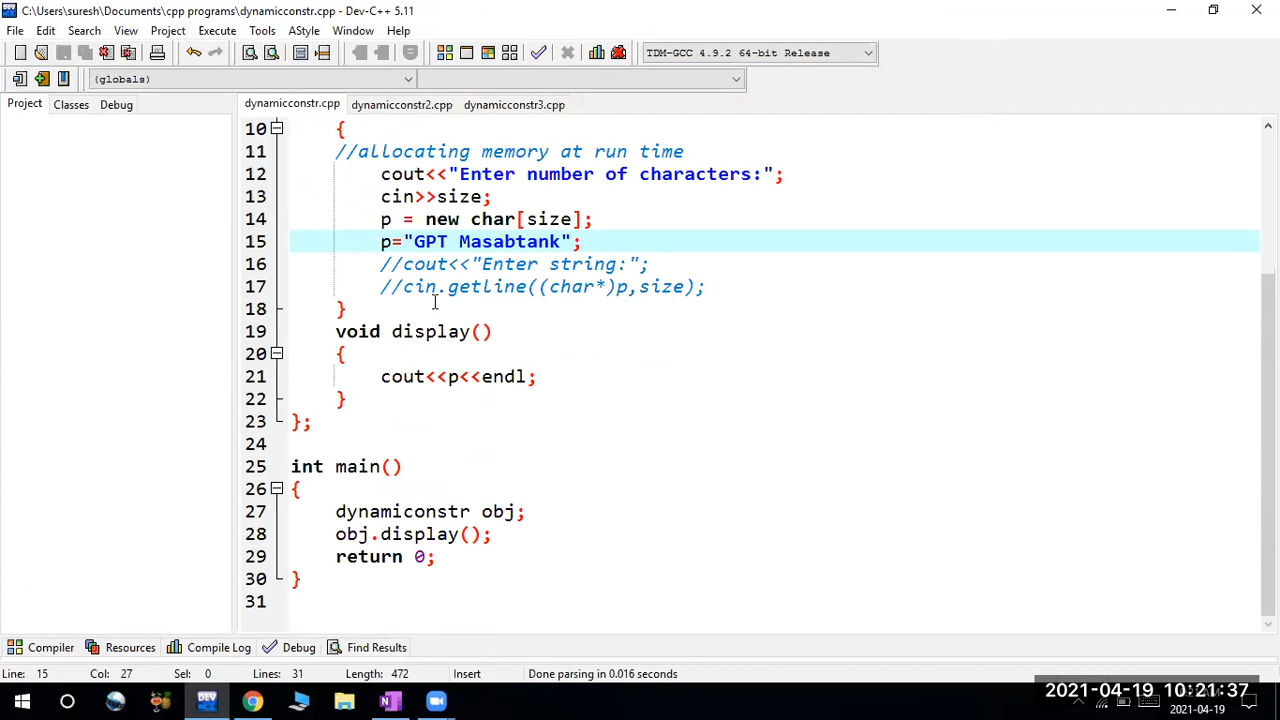 C:\Users\suresh\Documents\cpp programs\dynamicconstr.cpp - Dev-C++ 5.11
File Edit Search View Project Execute Tools AStyle Window Help
TDM-GCC 4.9.2 64-bit Release
(globals)
Project Classes Debug dynamicconstr.cpp dynamicconstr2.cpp dynamicconstr3.cpp
10 {
11 //allocating memory at run time
12 cout<<"Enter number of characters:";
13 cin>>size;
14 p = new char[size];
15 p="GPT Masabtank";
16 //cout<<"Enter string:";
17 //cin.getline((char*)p,size);
18 }
19 void display()
20 {
21 cout<<p<<endl;
22 }
23 };
24
25 int main()
26 {
27 dynamiconstr obj;
28 obj.display();
29 return 0;
30 }
31
Compiler Resources Compile Log Debug Find Results
Line: 15 Col: 27 Sel: 0 Lines: 31 Length: 472 Insert Done parsing in 0.016 seconds
DEV
2021-04-19 10:21:37
2021-04-19